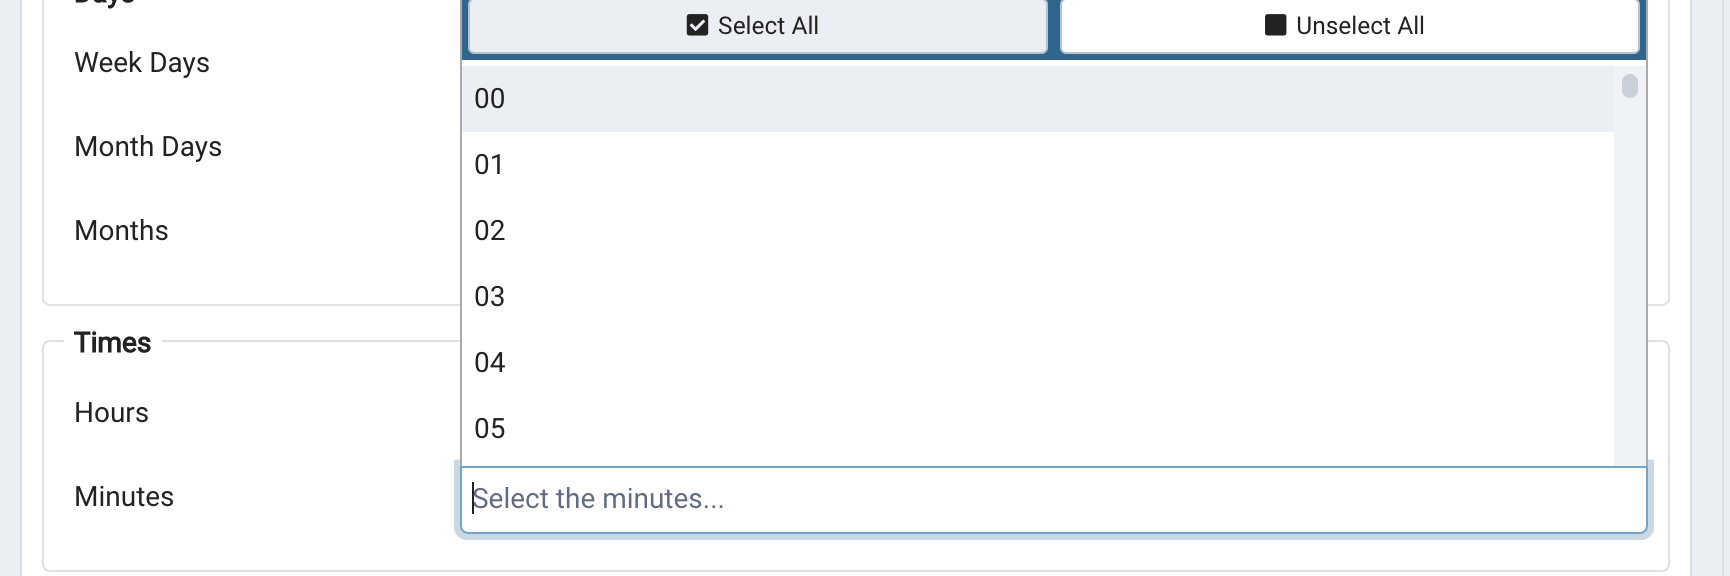 Days
Select All
Unselect All
Week Days
00
Month Days
01
Months
02
03
Times
04
Hours
05
Minutes
Select the minutes...